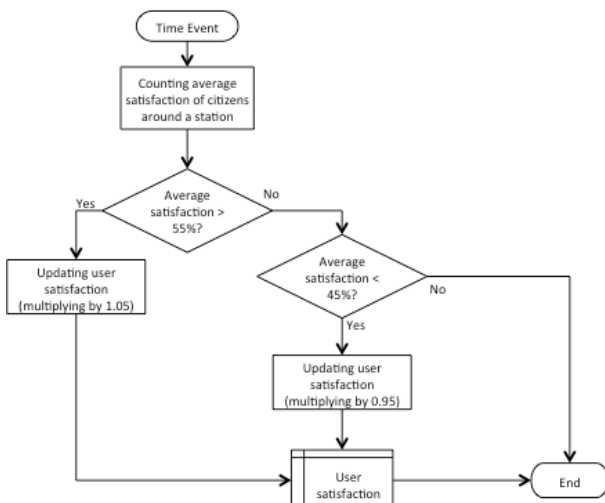 Time Event
Counting average
satisfaction of citizens
around a station
Average
satisfaction >
55%?
Yes
No
Updating user
satisfaction
(multiplying by 1.05)
Average
satisfaction <
45%?
No
Yes
Updating user
satisfaction
(multiplying by 0.95)
User
satisfaction
End